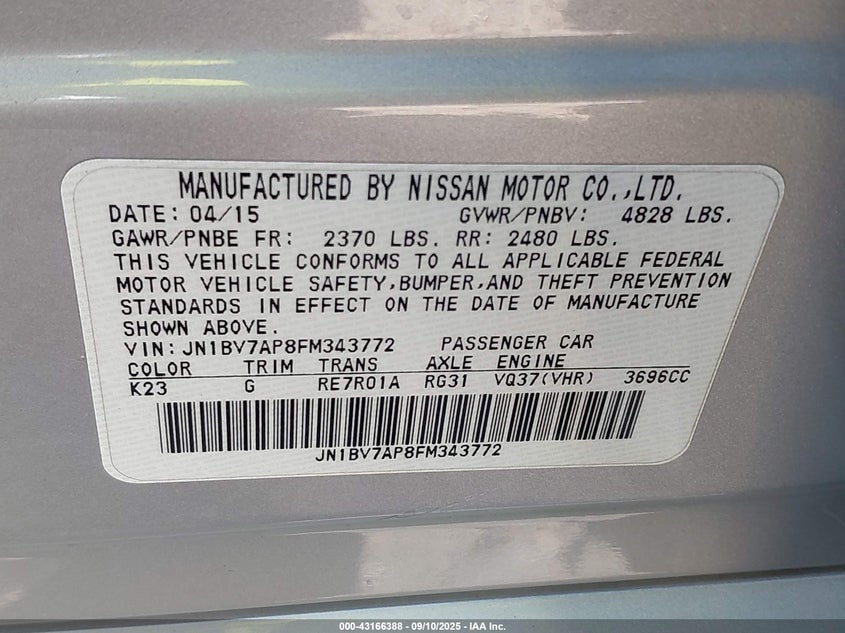 MANUFACTURED BY NISSAN MOTOR CO.,LTD.
DATE: 04/15 GVWR/PNBV: 4828 LBS.
GAWR/PNBE FR: 2370 LBS. RR: 2480 LBS.
THIS VEHICLE CONFORMS TO ALL APPLICABLE FEDERAL
MOTOR VEHICLE SAFETY,BUMPER,AND THEFT PREVENTION
STANDARDS IN EFFECT ON THE DATE OF MANUFACTURE
SHOWN ABOVE.
VIN: JN1BV7AP8FM343772 PASSENGER CAR
COLOR TRIM TRANS AXLE ENGINE
K23 G RE7R01A RG31 VQ37(VHR) 3696CC
JN1BV7AP8FM343772
000-43166388 - 09/10/2025 - IAA Inc.